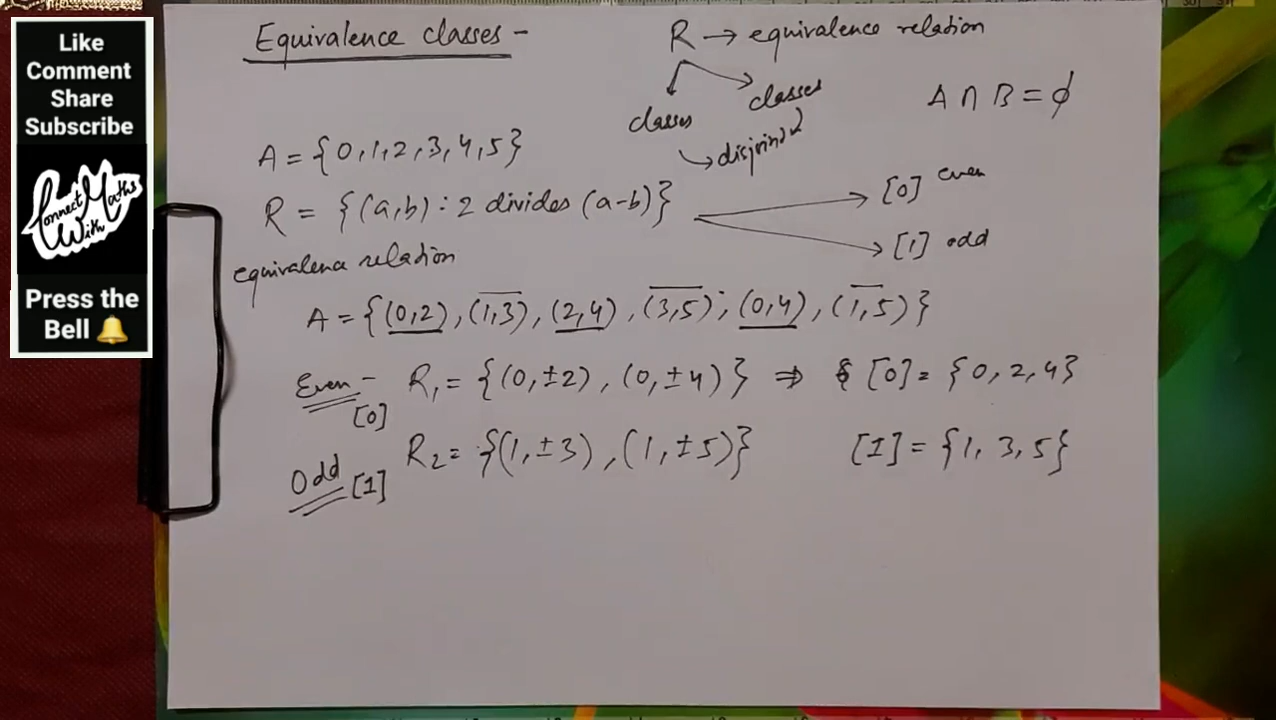 Like
Comment
Share
Subscribe
Connect Maths With
Press the
Bell 🔔
Equivalence classes -
R → equivalence relation
classes classes
→ disjoind
A ∩ B = ϕ
A = {0,1,2,3,4,5}
R = {(a,b) : 2 divides (a-b)}
[0] even
[1] odd
equivalence relation
A = {(0,2), (1,3), (2,4), (3,5), (0,4), (1,5)}
Even - [0] R₁ = {(0,±2), (0,±4)} ⇒ [0] = {0,2,4}
Odd [1] R₂ = {(1,±3), (1,±5)} [1] = {1,3,5}